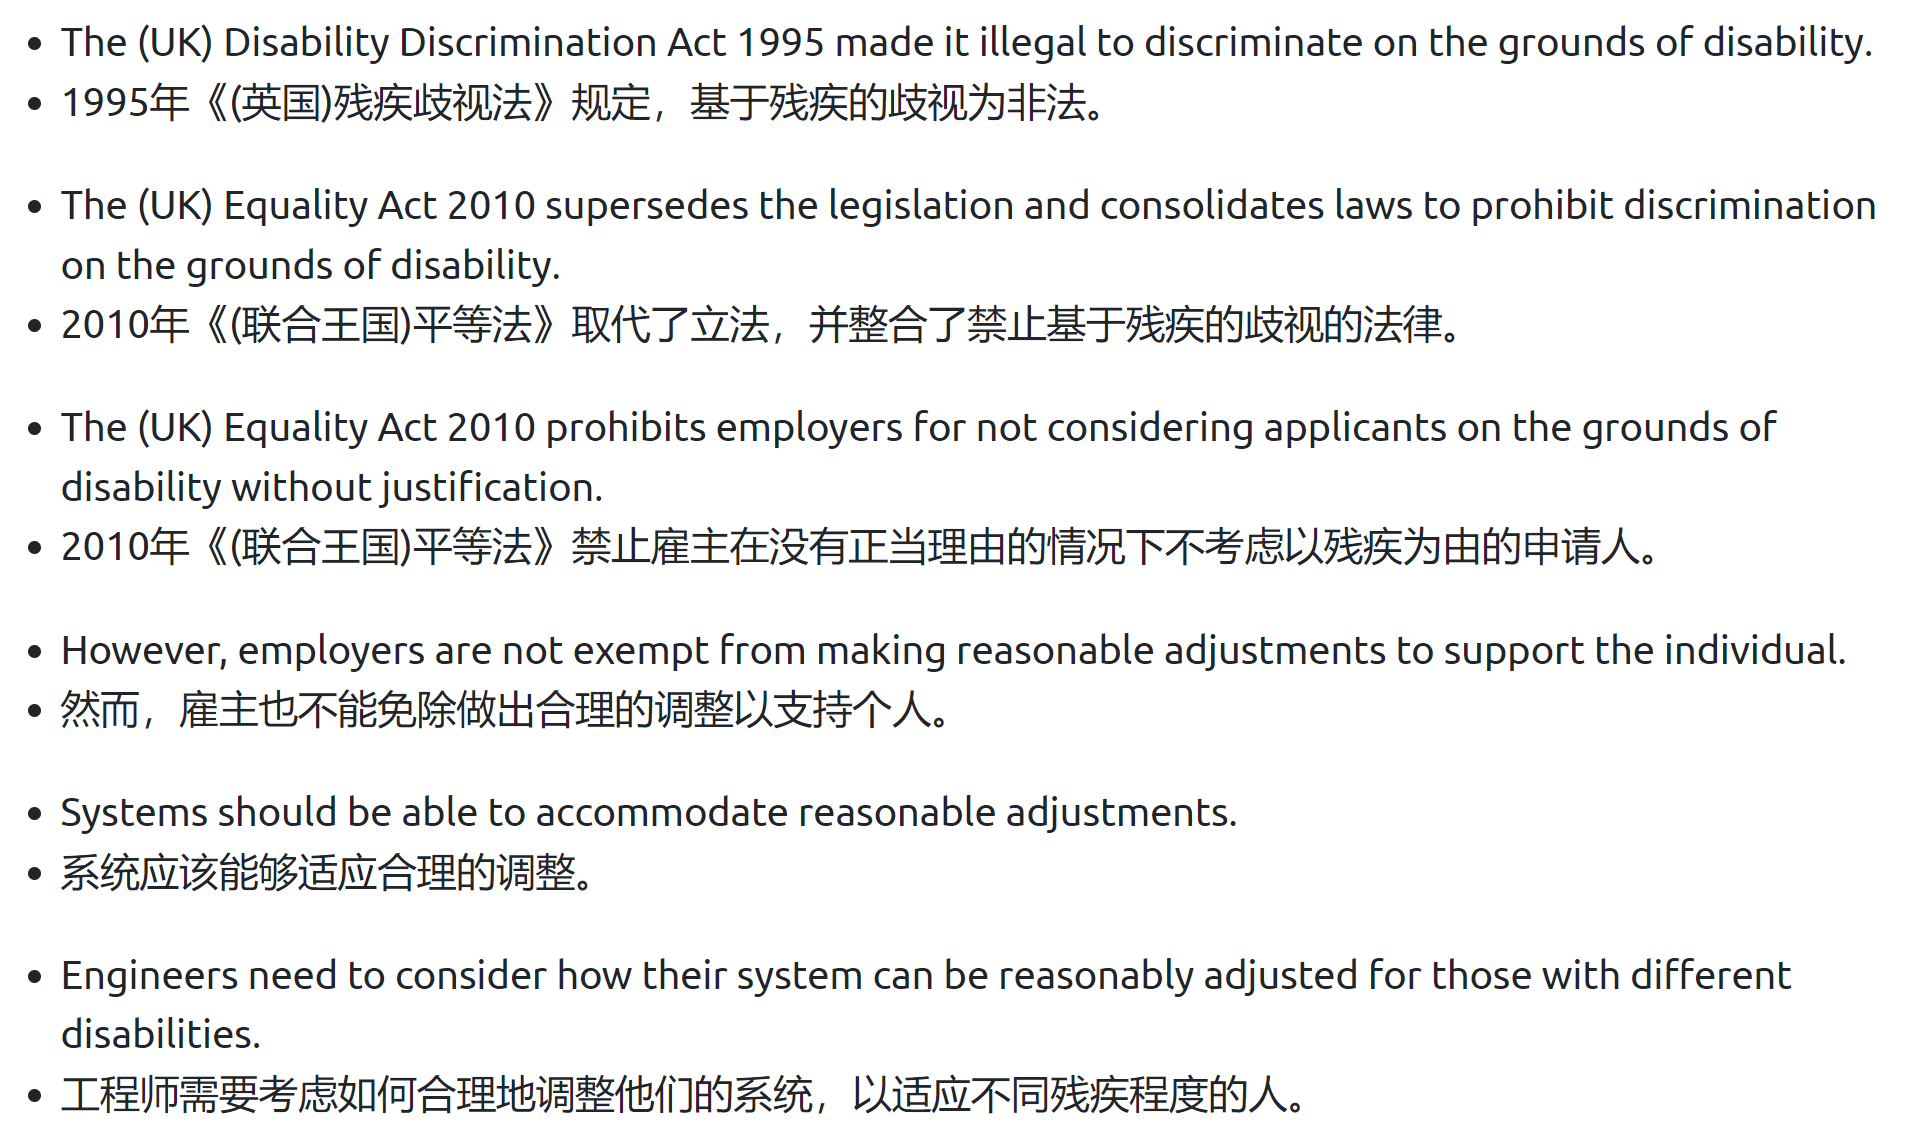 • The (UK) Disability Discrimination Act 1995 made it illegal to discriminate on the grounds of disability.
• 1995年《(英国)残疾歧视法》规定，基于残疾的歧视为非法。
• The (UK) Equality Act 2010 supersedes the legislation and consolidates laws to prohibit discrimination
on the grounds of disability.
• 2010年《(联合王国)平等法》取代了立法，并整合了禁止基于残疾的歧视的法律。
• The (UK) Equality Act 2010 prohibits employers for not considering applicants on the grounds of
disability without justification.
• 2010年《(联合王国)平等法》禁止雇主在没有正当理由的情况下不考虑以残疾为由的申请人。
• However, employers are not exempt from making reasonable adjustments to support the individual.
• 然而，雇主也不能免除做出合理的调整以支持个人。
• Systems should be able to accommodate reasonable adjustments.
• 系统应该能够适应合理的调整。
• Engineers need to consider how their system can be reasonably adjusted for those with different
disabilities.
• 工程师需要考虑如何合理地调整他们的系统，以适应不同残疾程度的人。